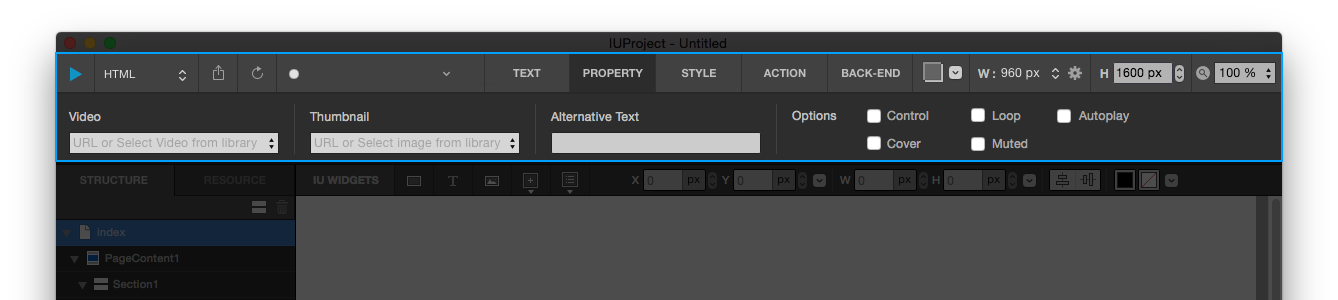 IUProject - Untitled
HTML TEXT PROPERTY STYLE ACTION BACK-END W: 960 px H 1600 px 100 %
Video Thumbnail Alternative Text Options Control Loop Autoplay
URL or Select Video from library URL or Select image from library Cover Muted
STRUCTURE RESOURCE IU WIDGETS T X 0 px Y 0 px W 0 px H 0 px
Index
PageContent1
Section1